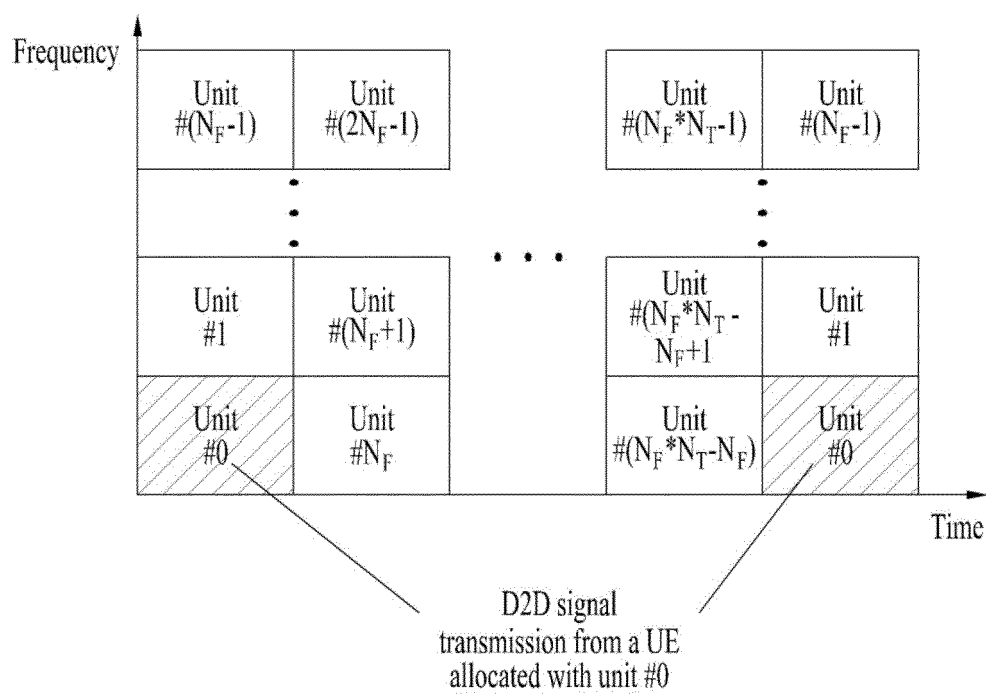 Frequency
Unit
#(N_F-1)
Unit
#(2N_F-1)
Unit
#(N_F*N_T-1)
Unit
#(N_F-1)
Unit
#1
Unit
#(N_F+1)
Unit
#(N_F*N_T -
N_F+1
Unit
#1
Unit
#0
Unit
#N_F
Unit
#(N_F*N_T-N_F)
Unit
#0
Time
D2D signal
transmission from a UE
allocated with unit #0